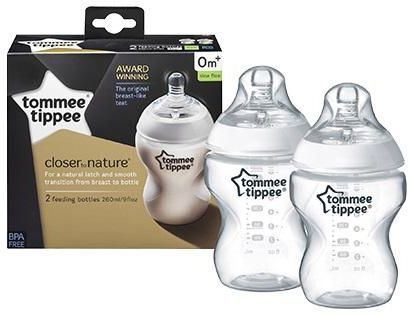 AWARD
WINNING
The original
breast-like
teat
0m+
slow flow
tommee
tippee
closer to nature®
For a natural latch and smooth
transition from breast to bottle
2 feeding bottles 260ml/9floz
BPA
FREE
tommee
tippee
tommee
tippee
tommee
tippee